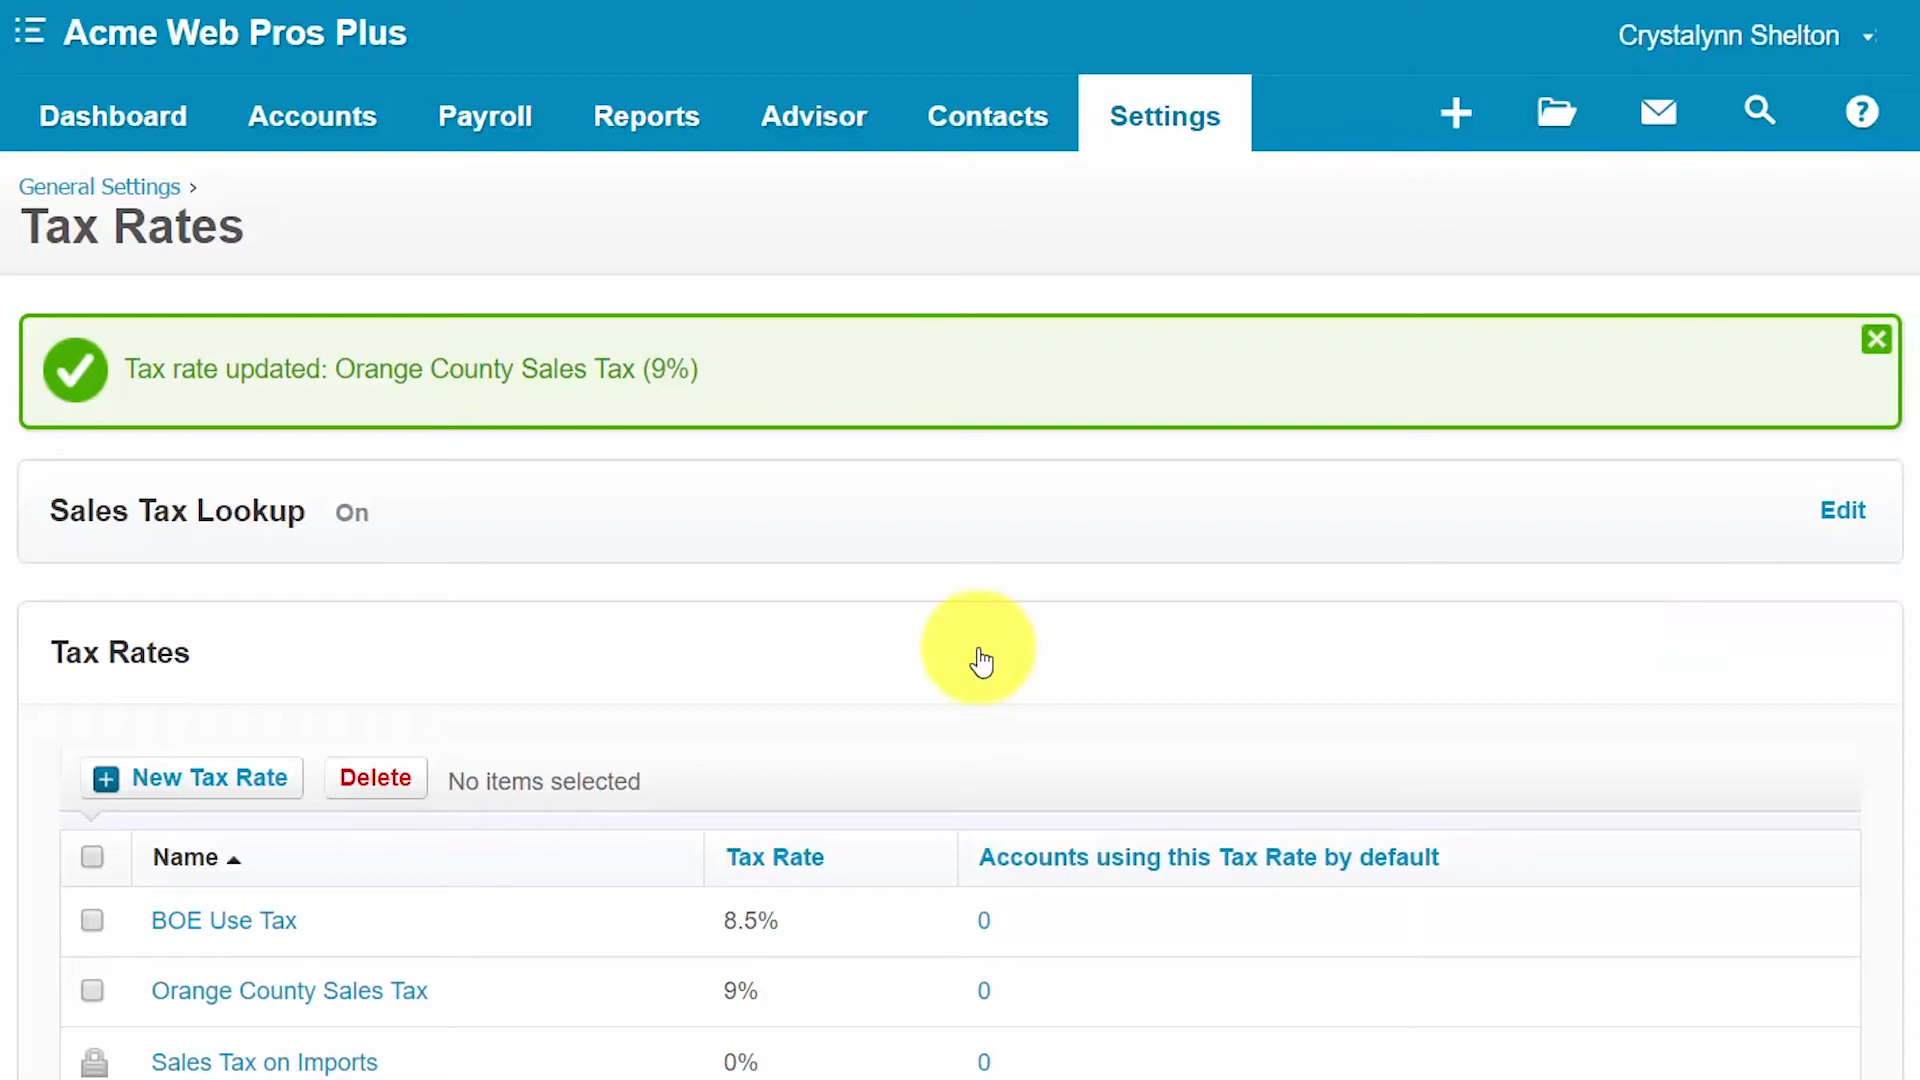 Acme Web Pros Plus
Crystalynn Shelton
Dashboard Accounts Payroll Reports Advisor Contacts Settings
General Settings ›
Tax Rates
Tax rate updated: Orange County Sales Tax (9%)
Sales Tax Lookup On Edit
Tax Rates
New Tax Rate Delete No items selected
Name Tax Rate Accounts using this Tax Rate by default
BOE Use Tax 8.5% 0
Orange County Sales Tax 9% 0
Sales Tax on Imports 0% 0